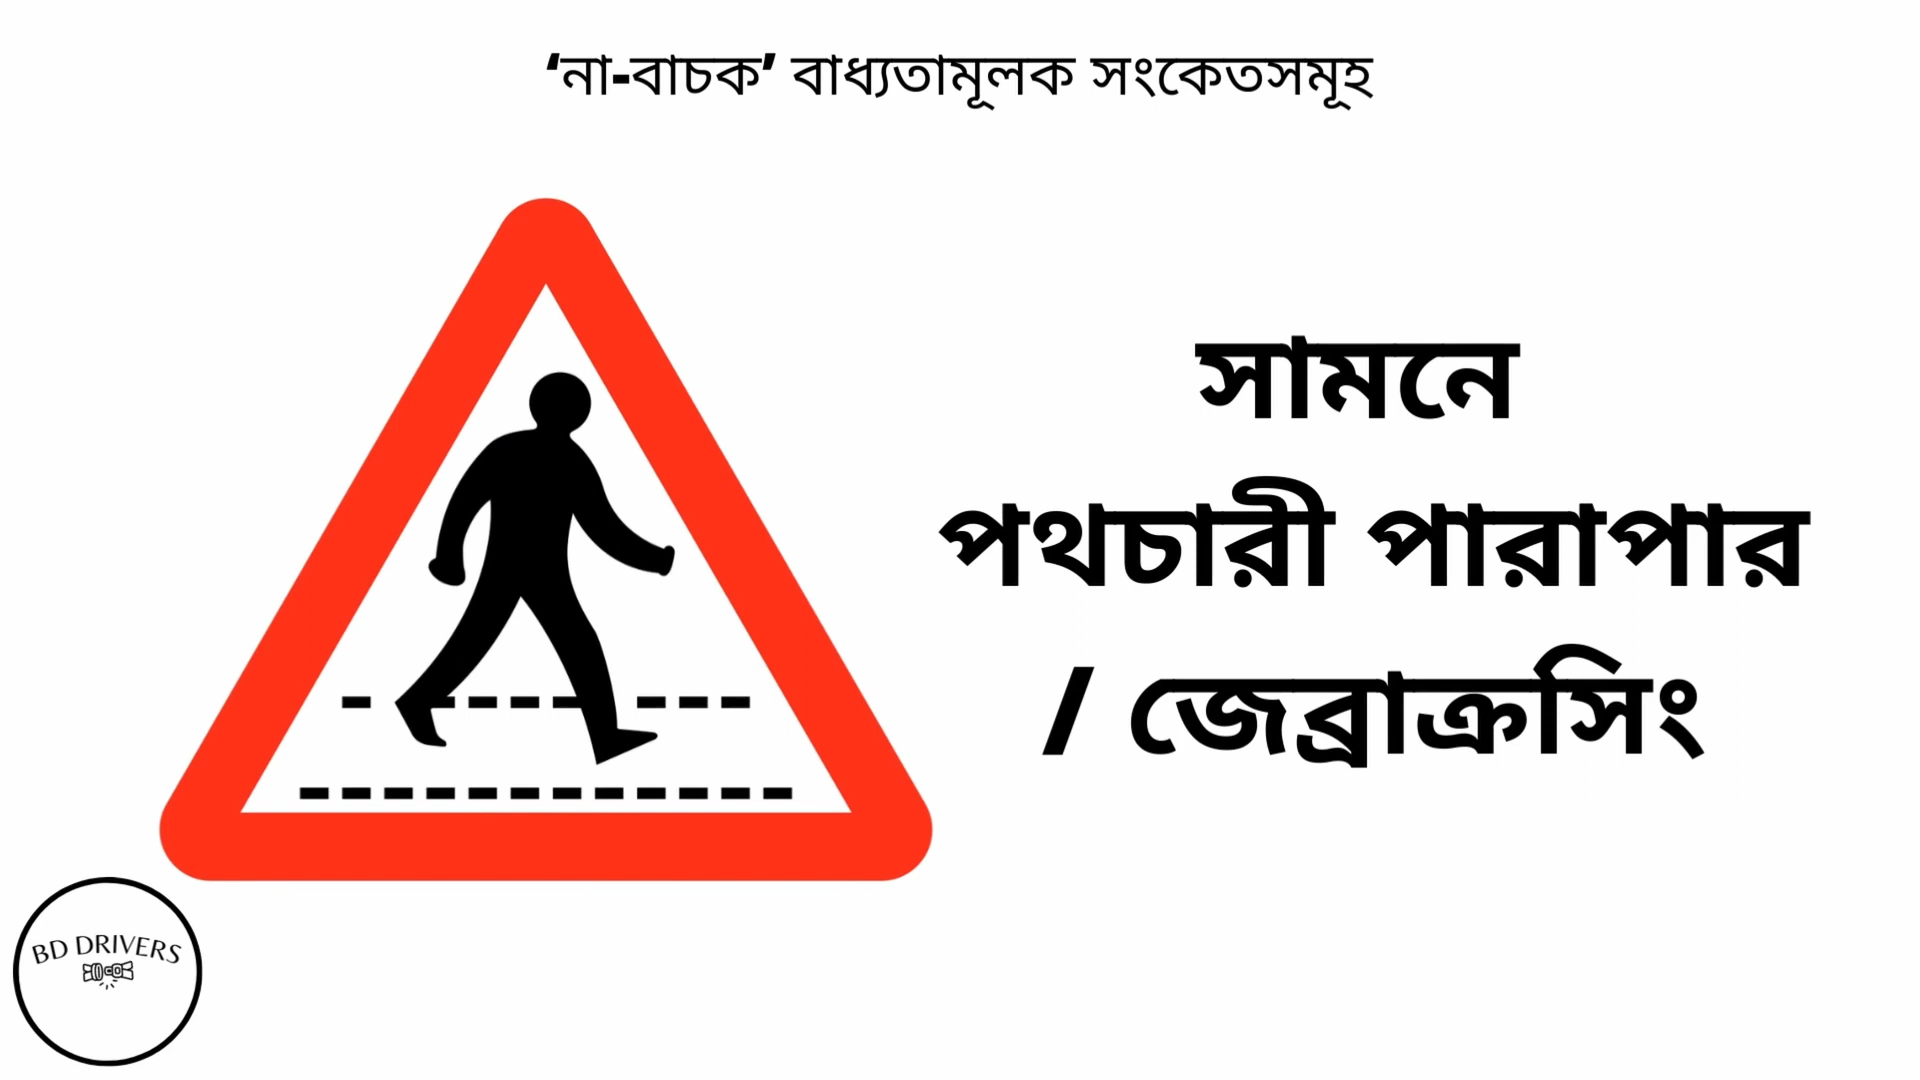 ‘না-বাচক’ বাধ্যতামূলক সংকেতসমূহ
সামনে
পথচারী পারাপার
/ জেব্রাক্রসিং
BD DRIVERS